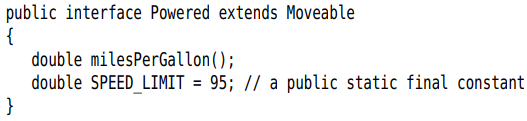 public interface Powered extends Moveable
{
   double milesPerGallon();
   double SPEED_LIMIT = 95; // a public static final constant
}